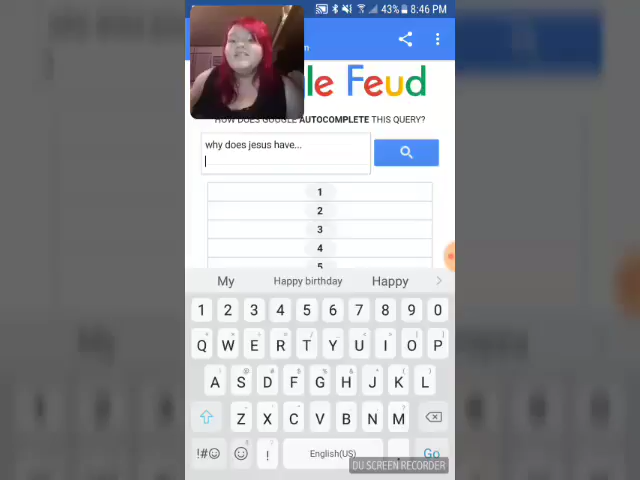 43% 8:46 PM
m
le Feud
HOW DOES GOOGLE AUTOCOMPLETE THIS QUERY?
why does jesus have...
1
2
3
4
5
My Happy birthday Happy
1 2 3 4 5 6 7 8 9 0
Q W E R T Y U I O P
A S D F G H J K L
Z X C V B N M
!#☺ ! English(US) . Go
DU SCREEN RECORDER